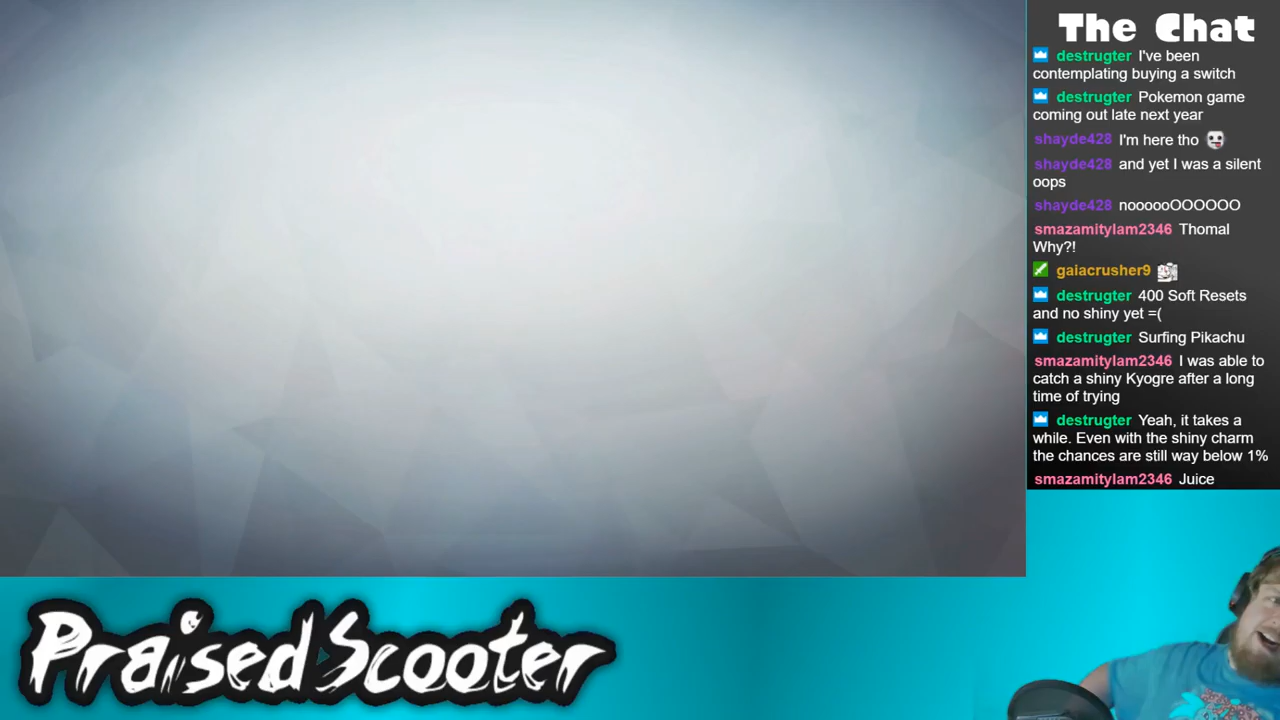 The Chat
destrugter I've been
contemplating buying a switch
destrugter Pokemon game
coming out late next year
shayde428 I'm here tho
shayde428 and yet I was a silent
oops
shayde428 noooooOOOOOO
smazamitylam2346 Thomal
Why?!
gaiacrusher9
destrugter 400 Soft Resets
and no shiny yet =(
destrugter Surfing Pikachu
smazamitylam2346 I was able to
catch a shiny Kyogre after a long
time of trying
destrugter Yeah, it takes a
while. Even with the shiny charm
the chances are still way below 1%
smazamitylam2346 Juice
PraisedScooter